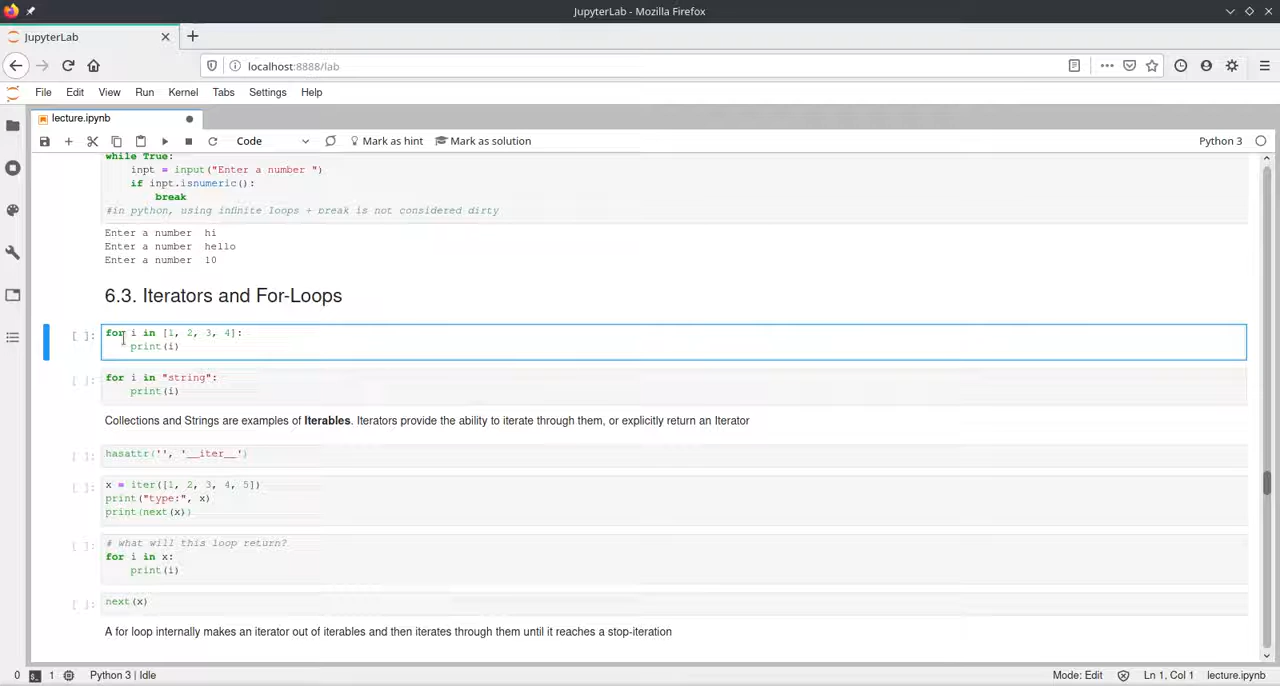 JupyterLab - Mozilla Firefox
JupyterLab
localhost:8888/lab
File Edit View Run Kernel Tabs Settings Help
lecture.ipynb
Code Mark as hint Mark as solution Python 3
while True:
inpt = input("Enter a number ")
if inpt.isnumeric():
break
#in python, using infinite loops + break is not considered dirty
Enter a number hi
Enter a number hello
Enter a number 10
6.3. Iterators and For-Loops
[ ]: for i in [1, 2, 3, 4]:
print(i)
[ ]: for i in "string":
print(i)
Collections and Strings are examples of Iterables. Iterators provide the ability to iterate through them, or explicitly return an Iterator
[ ]: hasattr('', '__iter__')
[ ]: x = iter([1, 2, 3, 4, 5])
print("type:", x)
print(next(x))
[ ]: # what will this loop return?
for i in x:
print(i)
[ ]: next(x)
A for loop internally makes an iterator out of iterables and then iterates through them until it reaches a stop-iteration
0 1 Python 3 | Idle Mode: Edit Ln 1, Col 1 lecture.ipynb